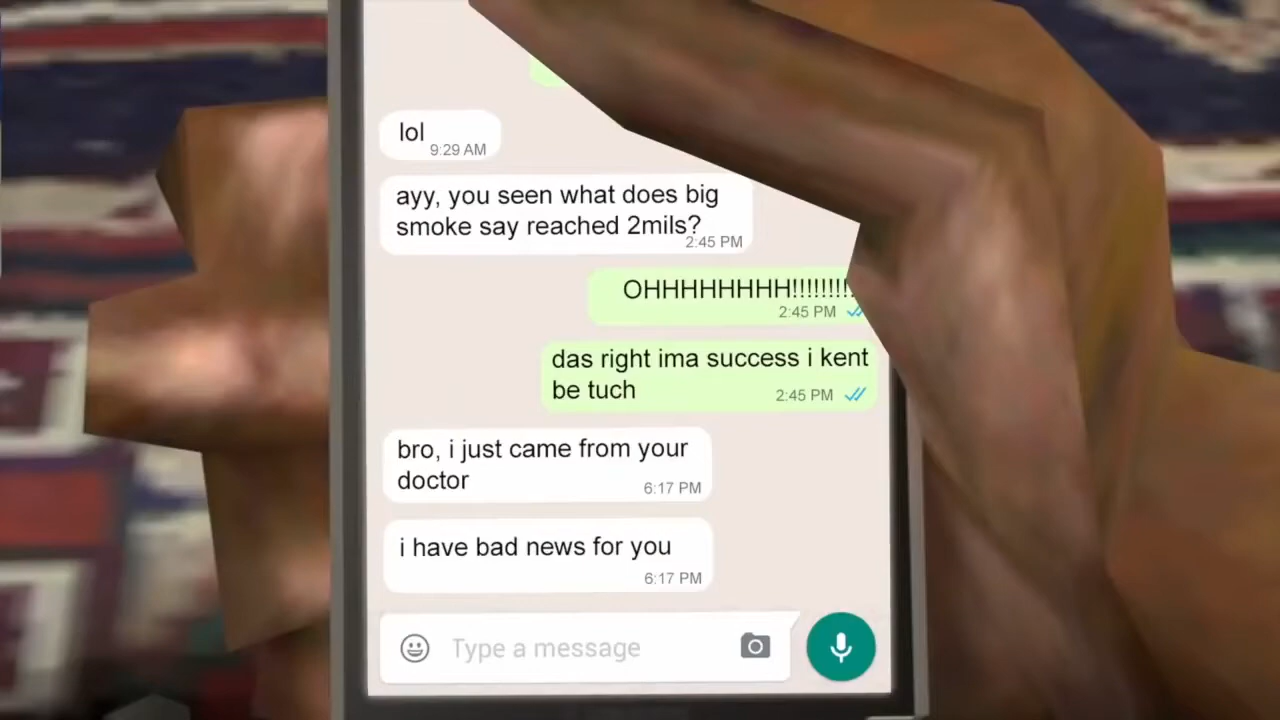 lol
9:29 AM
ayy, you seen what does big
smoke say reached 2mils?
2:45 PM
OHHHHHHHH!!!!!!!!!
2:45 PM
das right ima success i kent
be tuch
2:45 PM
bro, i just came from your
doctor
6:17 PM
i have bad news for you
6:17 PM
Type a message